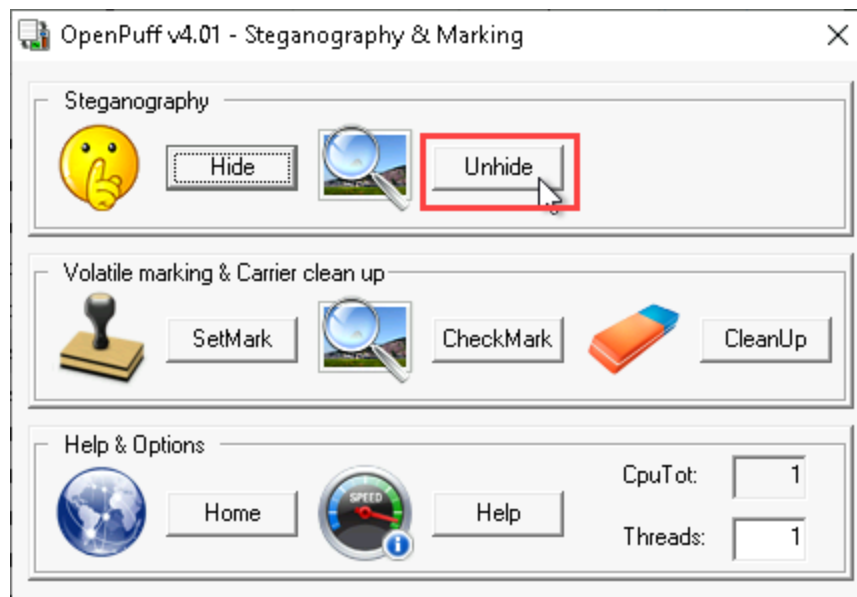 OpenPuff v4.01 - Steganography & Marking
Steganography
Hide Unhide
Volatile marking & Carrier clean up
SetMark CheckMark CleanUp
Help & Options
CpuTot: 1
Home SPEED Help
Threads: 1